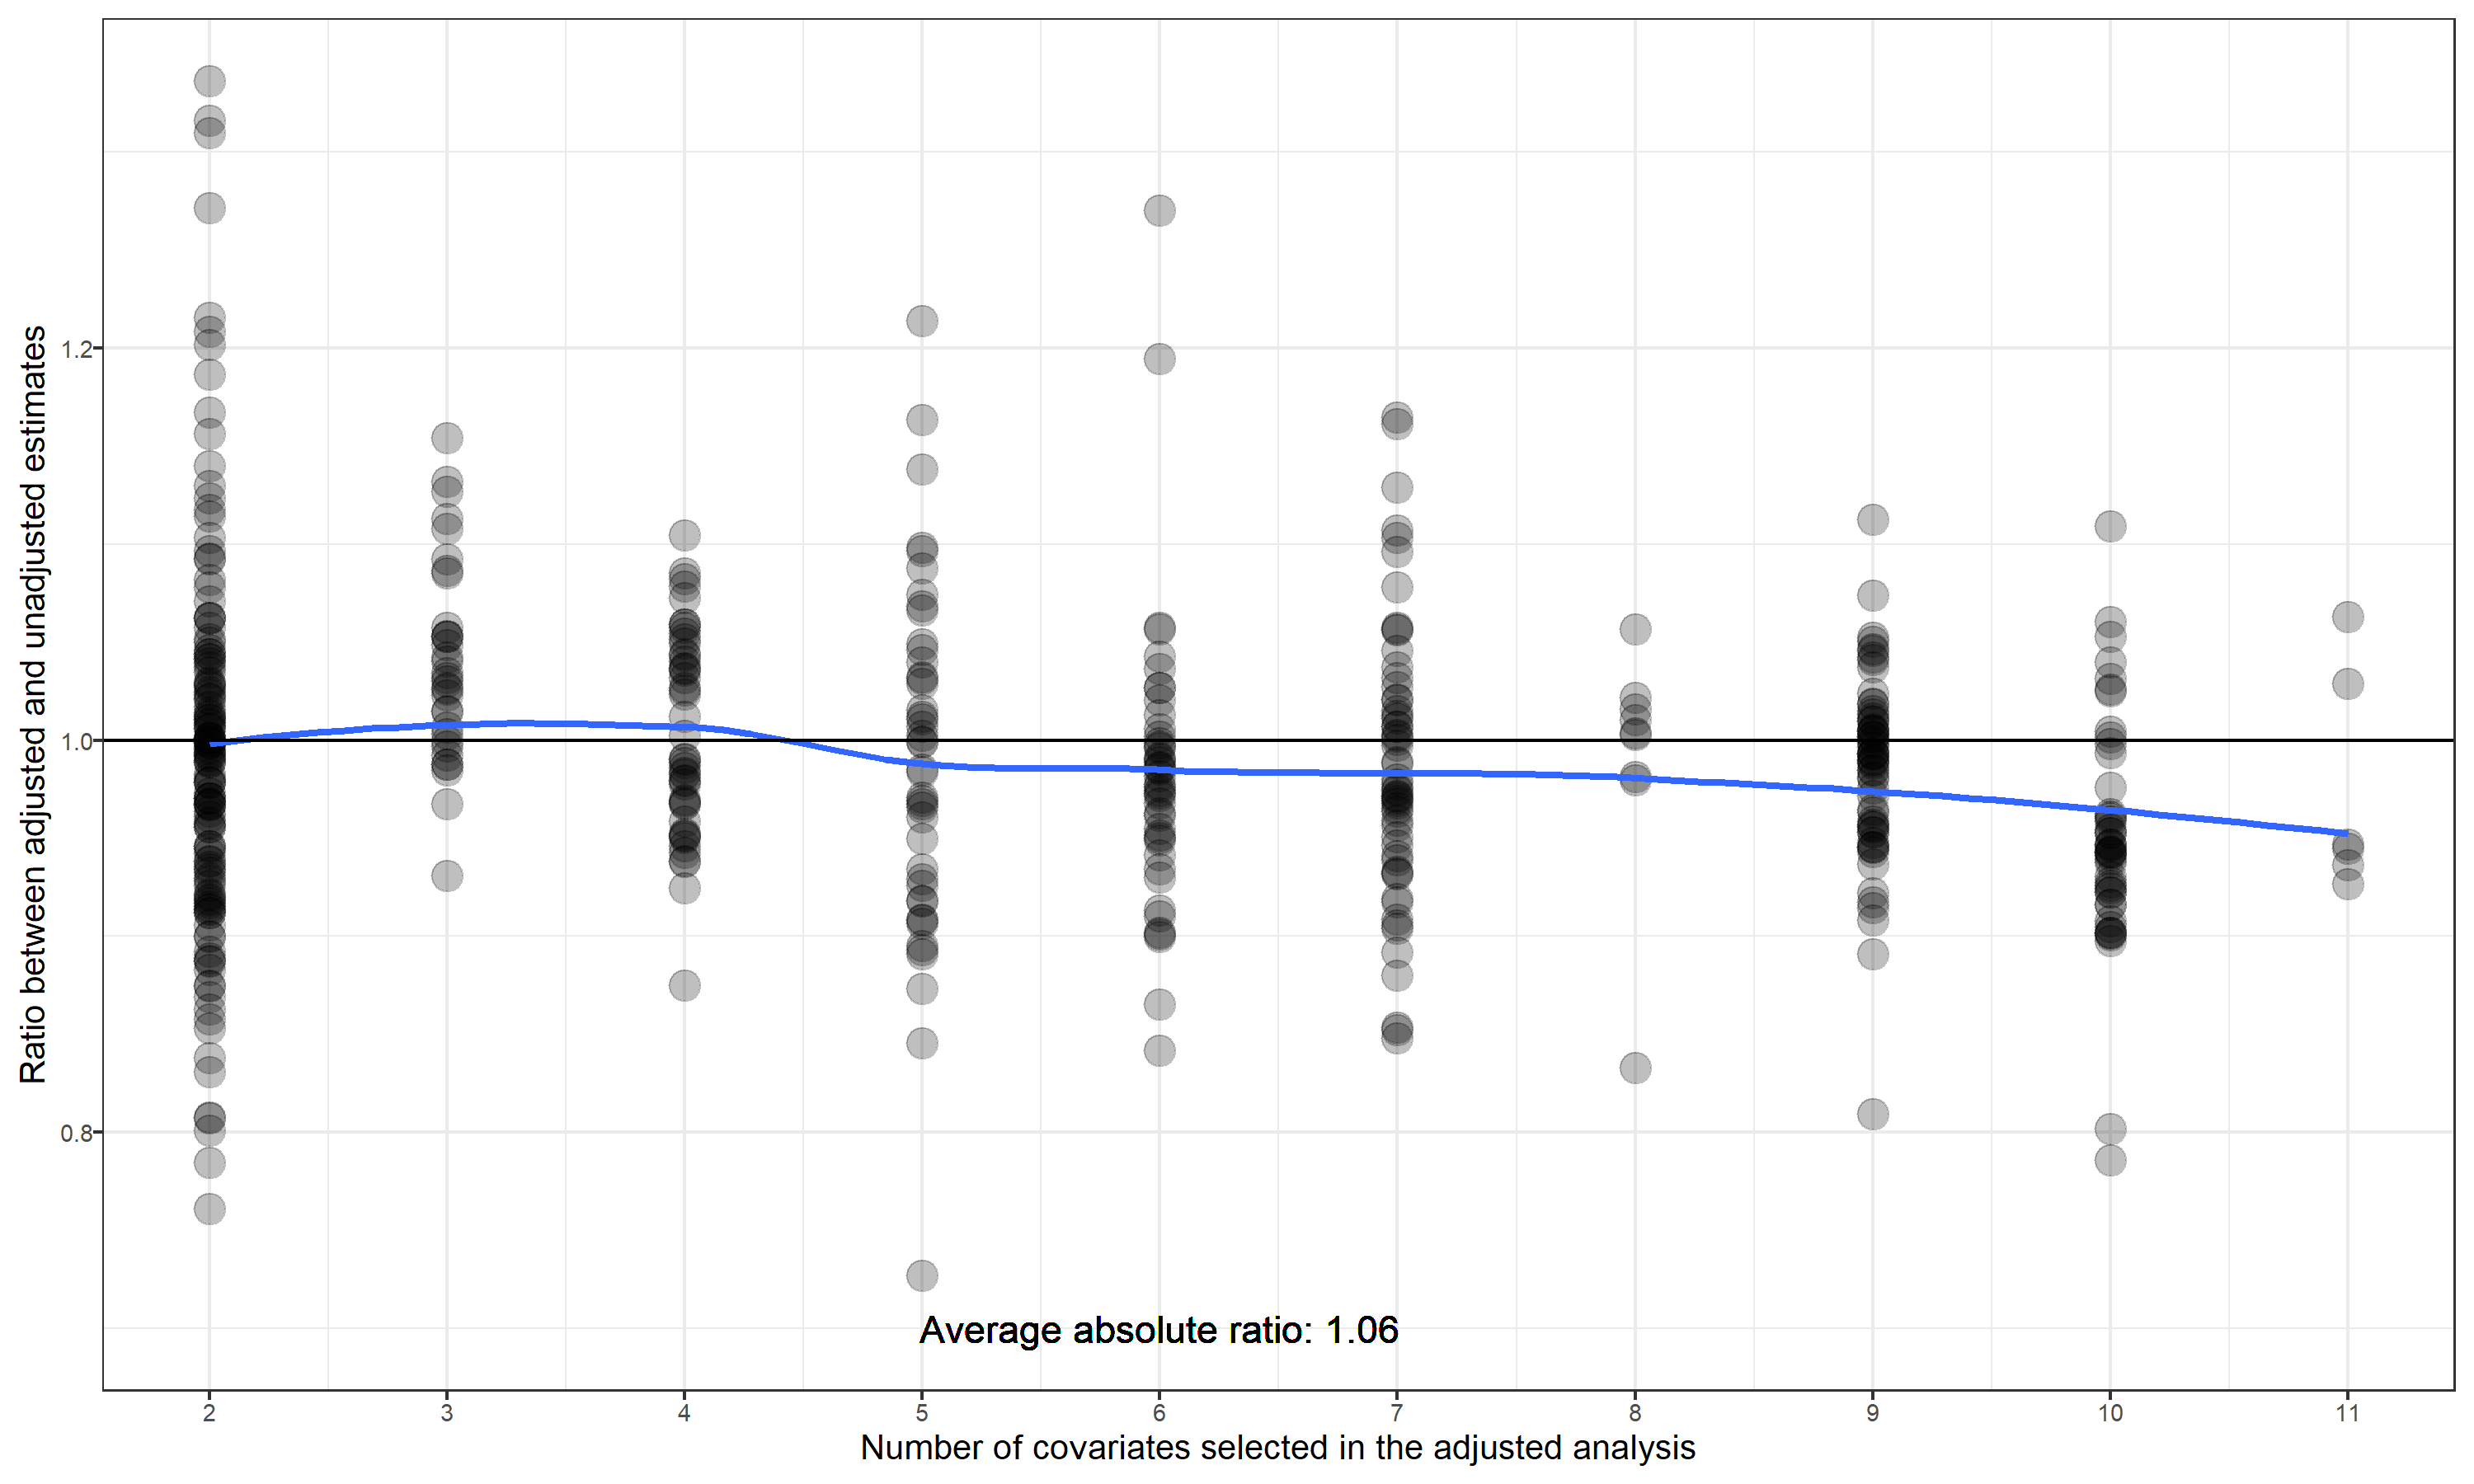 Ratio between adjusted and unadjusted estimates
1.2
1.0
0.8
Average absolute ratio: 1.06
2 3 4 5 6 7 8 9 10 11
Number of covariates selected in the adjusted analysis